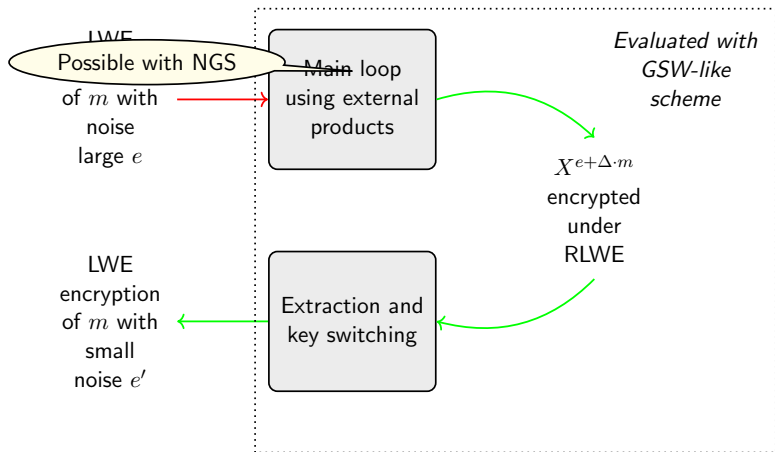 LWE
Possible with NGS
of m with
noise
large e
Main loop
using external
products
Evaluated with
GSW-like
scheme
X^{e+Δ·m}
encrypted
under
RLWE
LWE
encryption
of m with
small
noise e′
Extraction and
key switching